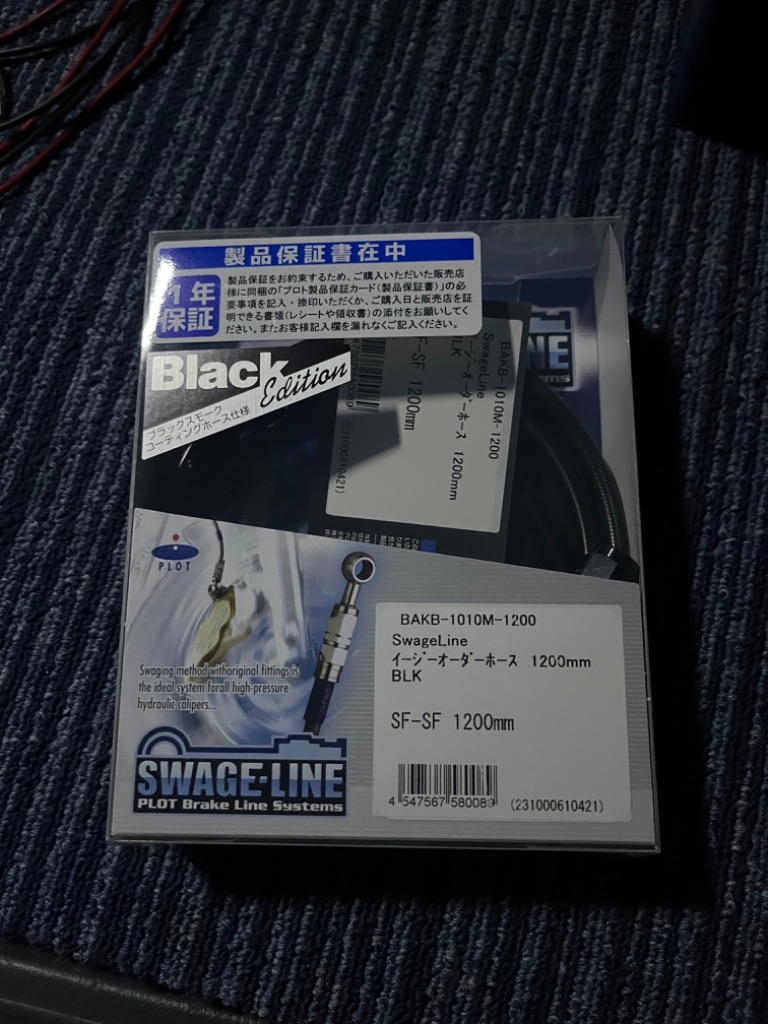 製品保証書在中
1年
保証
製品保証をお約束するため、ご購入いただいた販売店
様に同梱の「プロト製品保証カード(製品保証書)」の必
要事項を記入・捺印いただくか、ご購入日と販売店を証
明できる書類(レシートや領収書)の添付をお願いしてく
ださい。またお客様記入欄を漏れなくご記入ください。
Black
Edition
ブラックスモーク
コーティングホース仕様
BAKB-1010M-1200
SwageLine
イージーオーダーホース 1200mm
BLK
SF-SF 1200mm
(231000610421)
NE
ems
PLOT
Swaging method withoriginal fittings is
the ideal system forall high-pressure
hydraulic calipers...
SWAGE-LINE
PLOT Brake Line Systems
BAKB-1010M-1200
SwageLine
イージーオーダーホース 1200mm
BLK
SF-SF 1200mm
4 547567 580089
(231000610421)